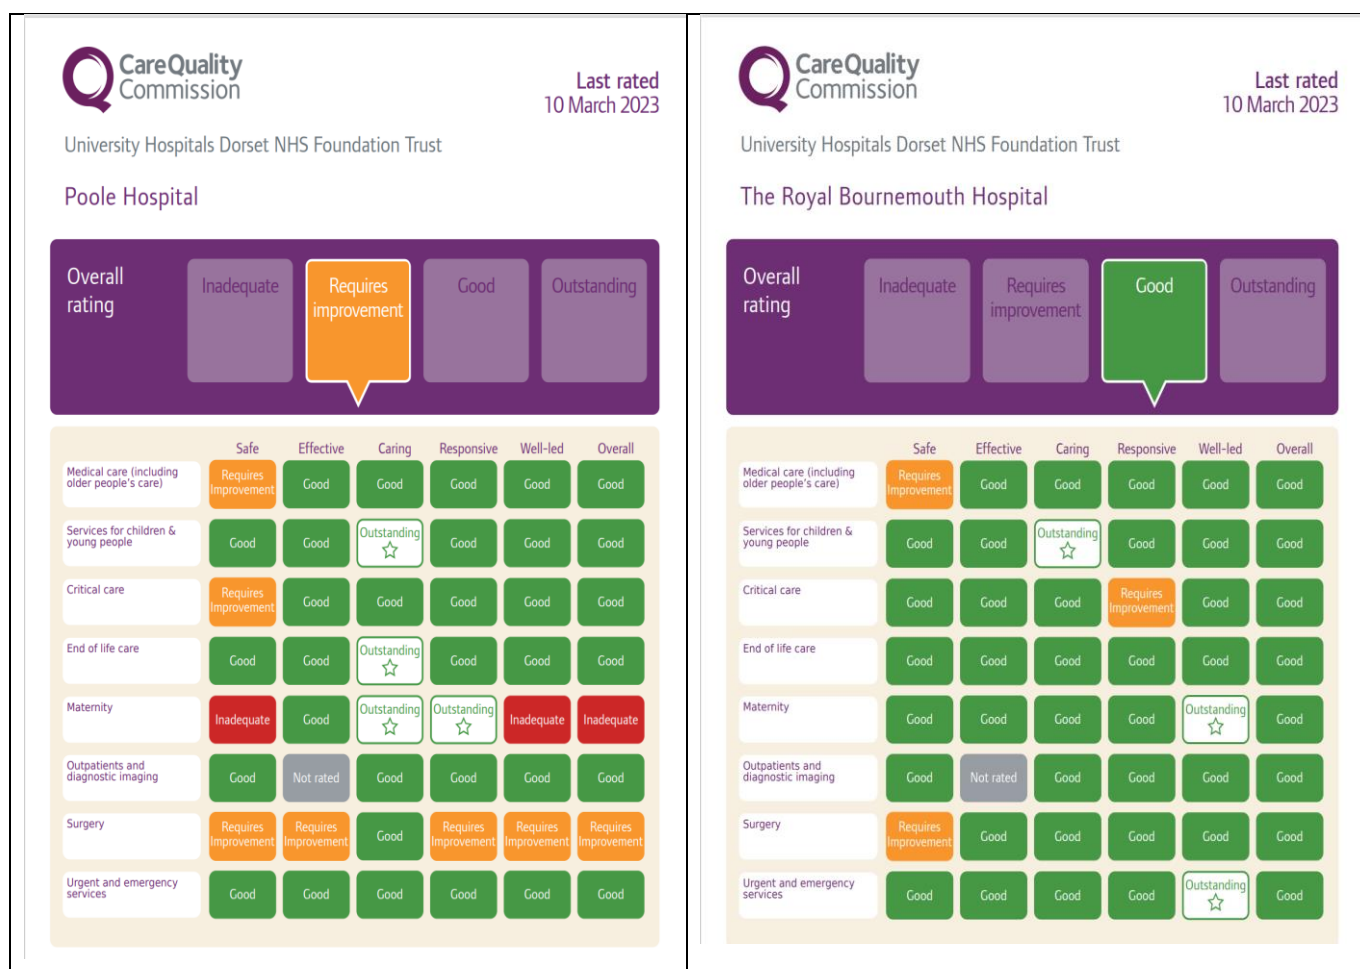 CareQuality
Commission
Last rated
10 March 2023
University Hospitals Dorset NHS Foundation Trust
Poole Hospital
Overall
rating
Inadequate
Requires
improvement
Good
Outstanding
Safe Effective Caring Responsive Well-led Overall
Medical care (including
older people's care)
Requires
Improvement
Good Good Good Good Good
Services for children &
young people
Good Good Outstanding Good Good Good
Critical care
Requires
Improvement
Good Good Good Good Good
End of life care
Good Good Outstanding Good Good Good
Maternity
Inadequate Good Outstanding Outstanding Inadequate Inadequate
Outpatients and
diagnostic imaging
Good Not rated Good Good Good Good
Surgery
Requires
Improvement
Requires
Improvement
Good
Requires
Improvement
Requires
Improvement
Requires
Improvement
Urgent and emergency
services
Good Good Good Good Good Good
CareQuality
Commission
Last rated
10 March 2023
University Hospitals Dorset NHS Foundation Trust
The Royal Bournemouth Hospital
Overall
rating
Inadequate
Requires
improvement
Good
Outstanding
Safe Effective Caring Responsive Well-led Overall
Medical care (including
older people's care)
Requires
Improvement
Good Good Good Good Good
Services for children &
young people
Good Good Outstanding Good Good Good
Critical care
Good Good Good
Requires
Improvement
Good Good
End of life care
Good Good Good Good Good Good
Maternity
Good Good Good Good Outstanding Good
Outpatients and
diagnostic imaging
Good Not rated Good Good Good Good
Surgery
Requires
Improvement
Good Good Good Good Good
Urgent and emergency
services
Good Good Good Good Outstanding Good